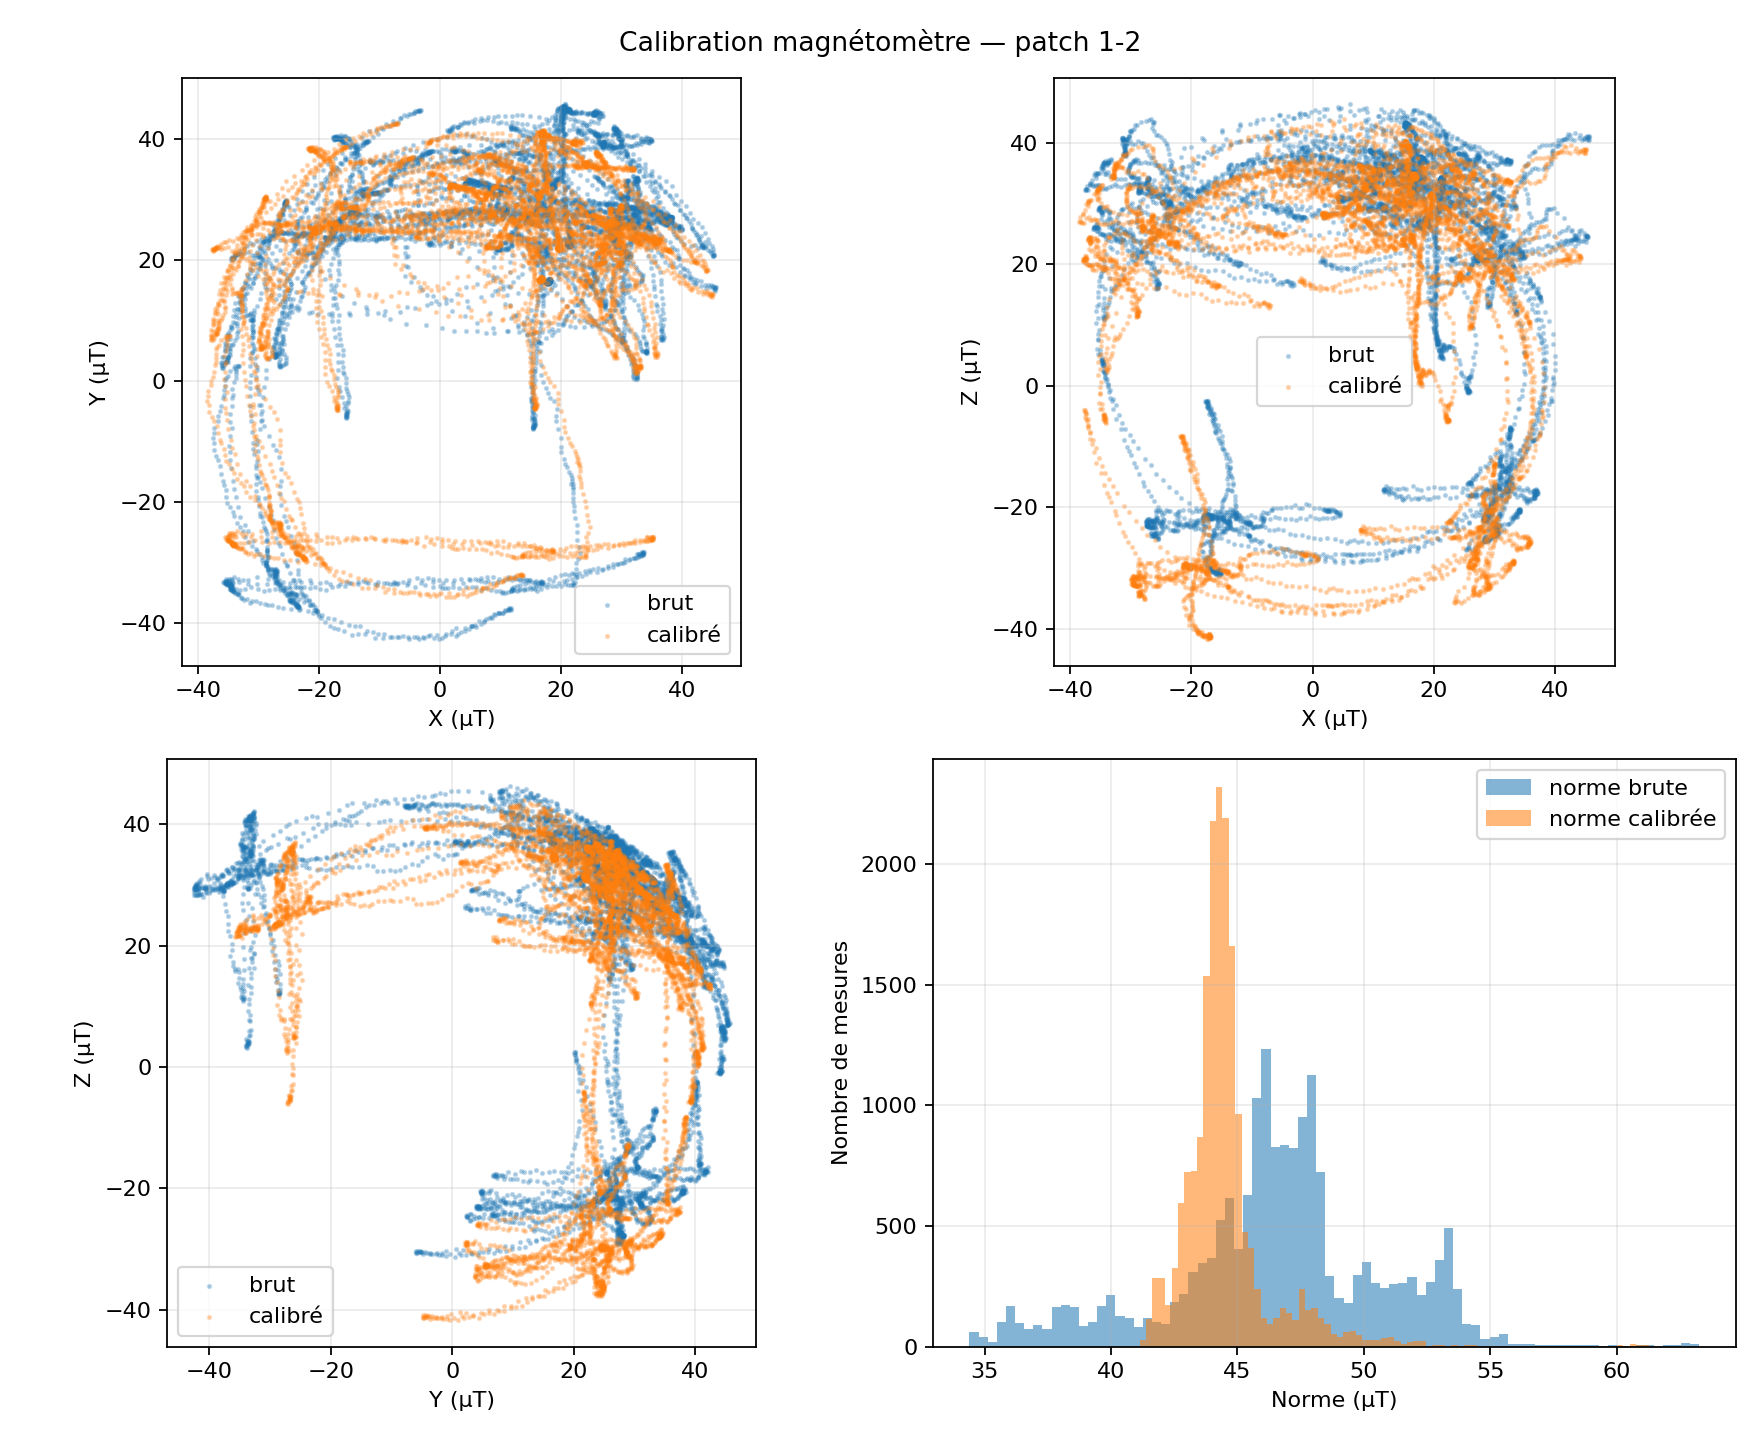 Calibration magnétomètre — patch 1-2
40
20
0
−20
−40
Y (µT)
−40 −20 0 20 40
X (µT)
brut
calibré
40
20
0
−20
−40
Z (µT)
−40 −20 0 20 40
X (µT)
brut
calibré
40
20
0
−20
−40
Z (µT)
−40 −20 0 20 40
Y (µT)
brut
calibré
2000
1500
1000
500
0
Nombre de mesures
35 40 45 50 55 60
Norme (µT)
norme brute
norme calibrée